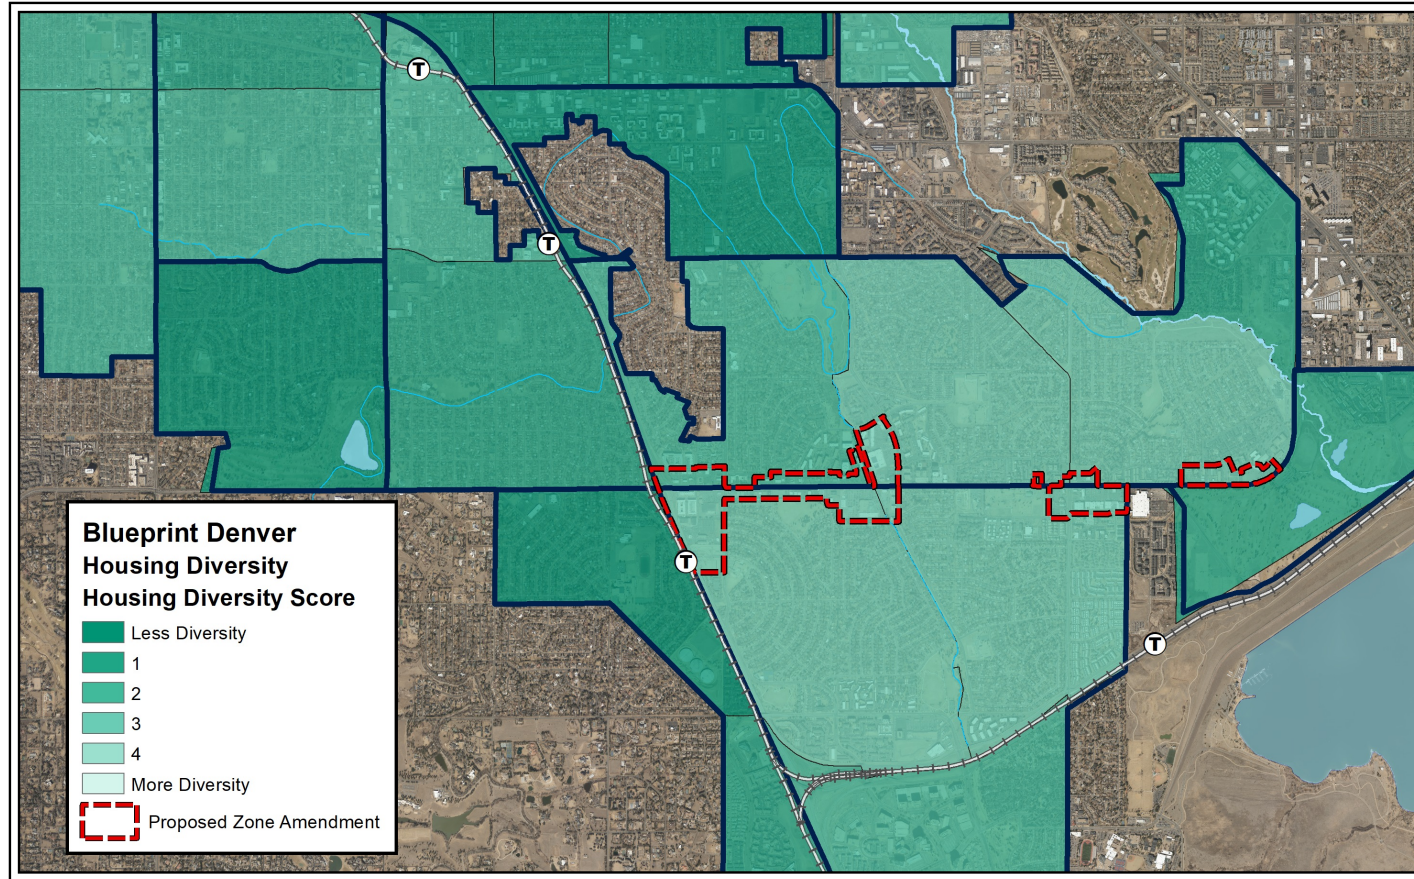 T
T
T
T
Blueprint Denver
Housing Diversity
Housing Diversity Score
Less Diversity
1
2
3
4
More Diversity
Proposed Zone Amendment